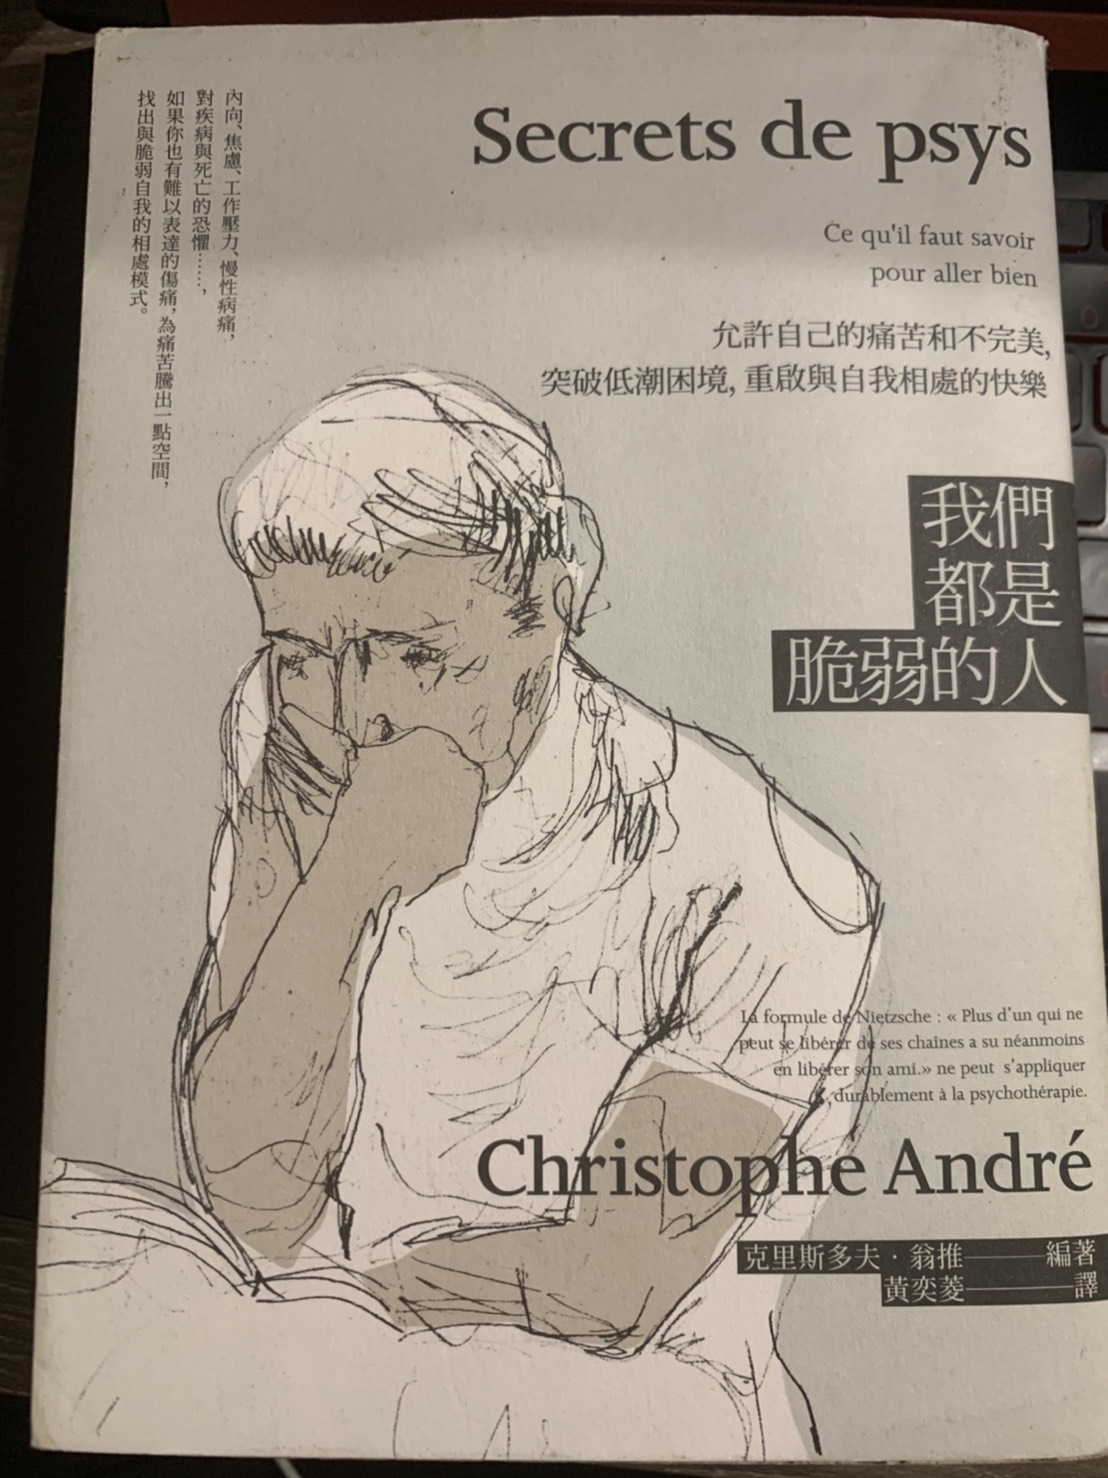 Secrets de psys
Ce qu'il faut savoir
pour aller bien
允許自己的痛苦和不完美,
突破低潮困境,重啟與自我相處的快樂
內向、焦慮、工作壓力、慢性病痛,
對疾病與死亡的恐懼……,
如果你也有難以表達的傷痛,為痛苦騰出一點空間,
找出與脆弱自我的相處模式。
我們
都是
脆弱的人
La formule de Nietzsche : « Plus d'un qui ne
peut se libérer de ses chaînes a su néanmoins
en libérer son ami.» ne peut s'appliquer
durablement à la psychothérapie.
Christophe André
克里斯多夫·翁推——編著
黃奕菱——譯